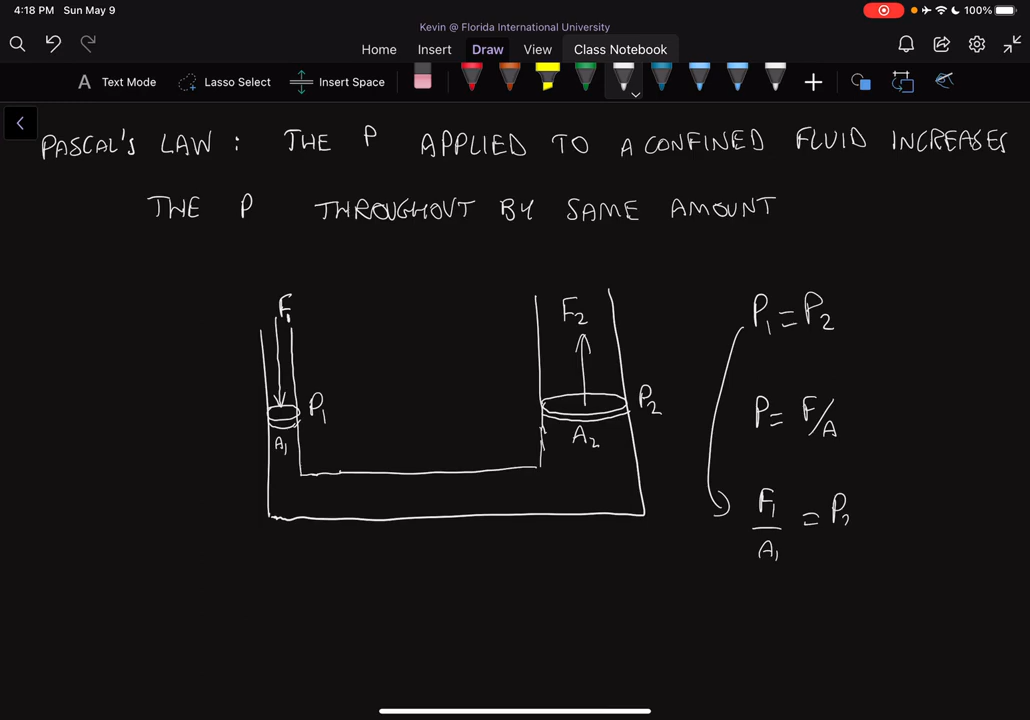 4:18 PM Sun May 9
100%
Kevin @ Florida International University
Home Insert Draw View Class Notebook
A Text Mode Lasso Select Insert Space
PASCAL'S LAW : THE P APPLIED TO A CONFINED FLUID INCREASES
THE P THROUGHOUT BY SAME AMOUNT
F₁ F₂ P₁ = P₂
P₁ P₂
A₁ A₂ P = F/A
F₁/A₁ = P₂